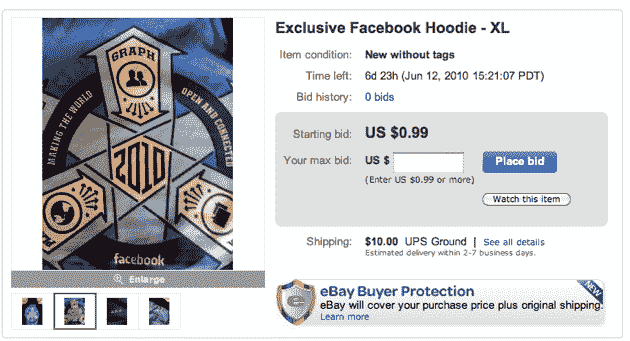 GRAPH
MAKING THE WORLD
OPEN AND CONNECTED
2010
facebook
Enlarge
Exclusive Facebook Hoodie - XL
Item condition: New without tags
Time left: 6d 23h (Jun 12, 2010 15:21:07 PDT)
Bid history: 0 bids
Starting bid: US $0.99
Your max bid: US $ Place bid
(Enter US $0.99 or more)
Watch this item
Shipping: $10.00 UPS Ground | See all details
Estimated delivery within 2-7 business days.
eBay Buyer Protection
NEW
eBay will cover your purchase price plus original shipping.
Learn more